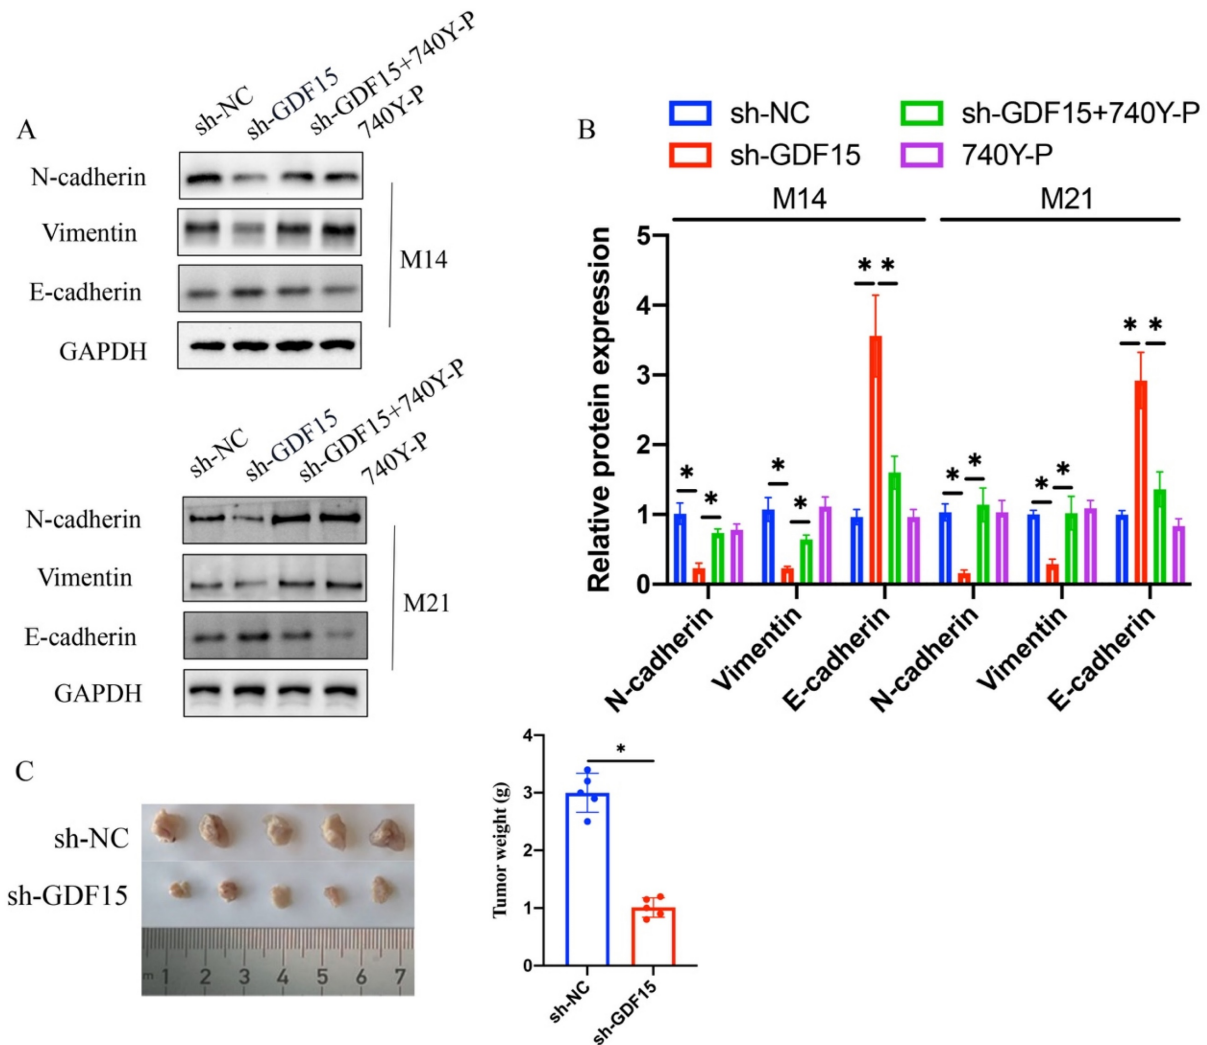 A
sh-NC
sh-GDF15
sh-GDF15+740Y-P
740Y-P
N-cadherin
Vimentin
E-cadherin
GAPDH
M14
sh-NC
sh-GDF15
sh-GDF15+740Y-P
740Y-P
N-cadherin
Vimentin
E-cadherin
GAPDH
M21
B
sh-NC
sh-GDF15+740Y-P
sh-GDF15
740Y-P
M14 M21
Relative protein expression
5
4
3
2
1
0
* * * * * * * * * * * *
N-cadherin
Vimentin
E-cadherin
N-cadherin
Vimentin
E-cadherin
C
sh-NC
sh-GDF15
m 1 2 3 4 5 6 7
Tumor weight (g)
4
3
2
1
0
*
sh-NC
sh-GDF15